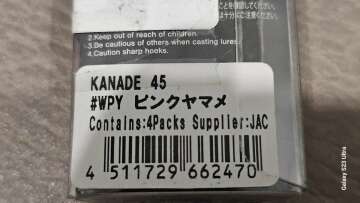 2.Keep out of reach of children.
3.Be cautious of others when casting lures.
4.Caution sharp hooks.
KANADE 45
#WPY ピンクヤマメ
Contains:4Packs Supplier:JAC
4 511729 662470
Galaxy S23 Ultra